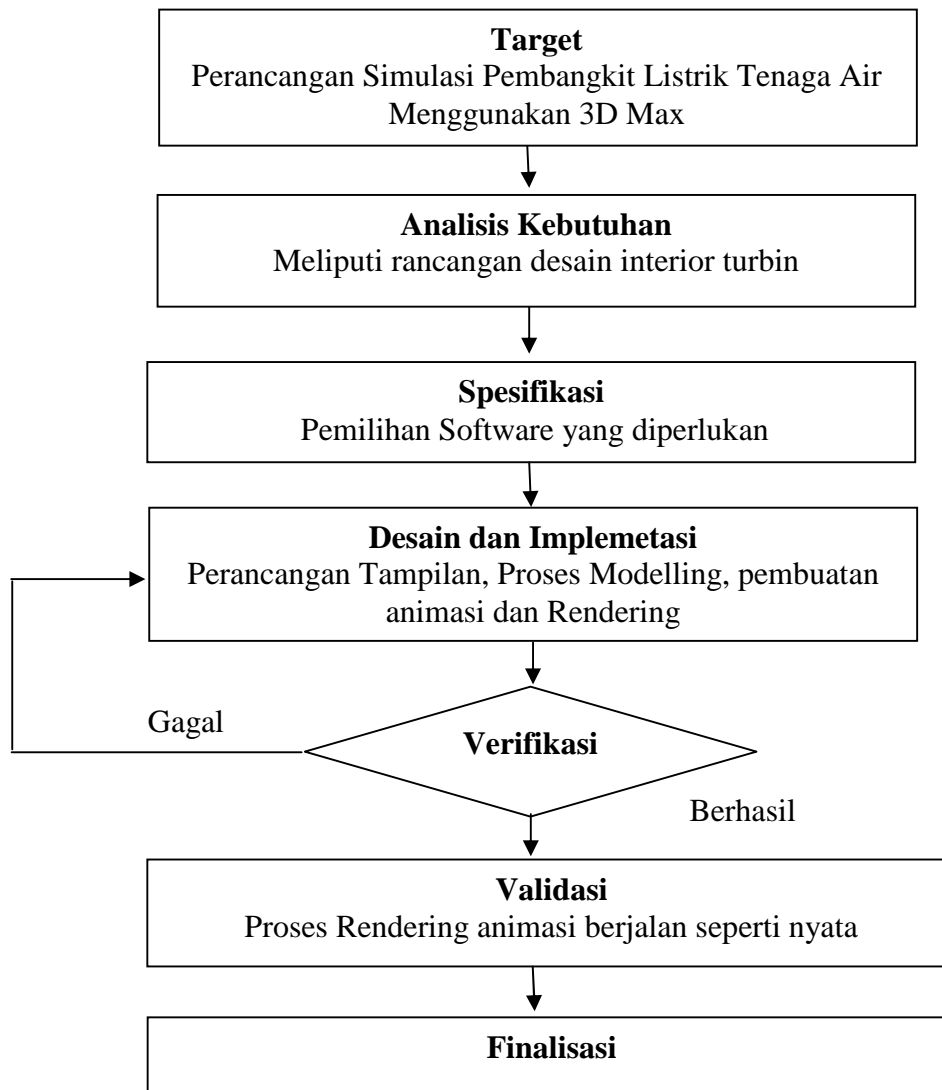 Target
Perancangan Simulasi Pembangkit Listrik Tenaga Air
Menggunakan 3D Max
Analisis Kebutuhan
Meliputi rancangan desain interior turbin
Spesifikasi
Pemilihan Software yang diperlukan
Desain dan Implemetasi
Perancangan Tampilan, Proses Modelling, pembuatan
animasi dan Rendering
Gagal
Verifikasi
Berhasil
Validasi
Proses Rendering animasi berjalan seperti nyata
Finalisasi